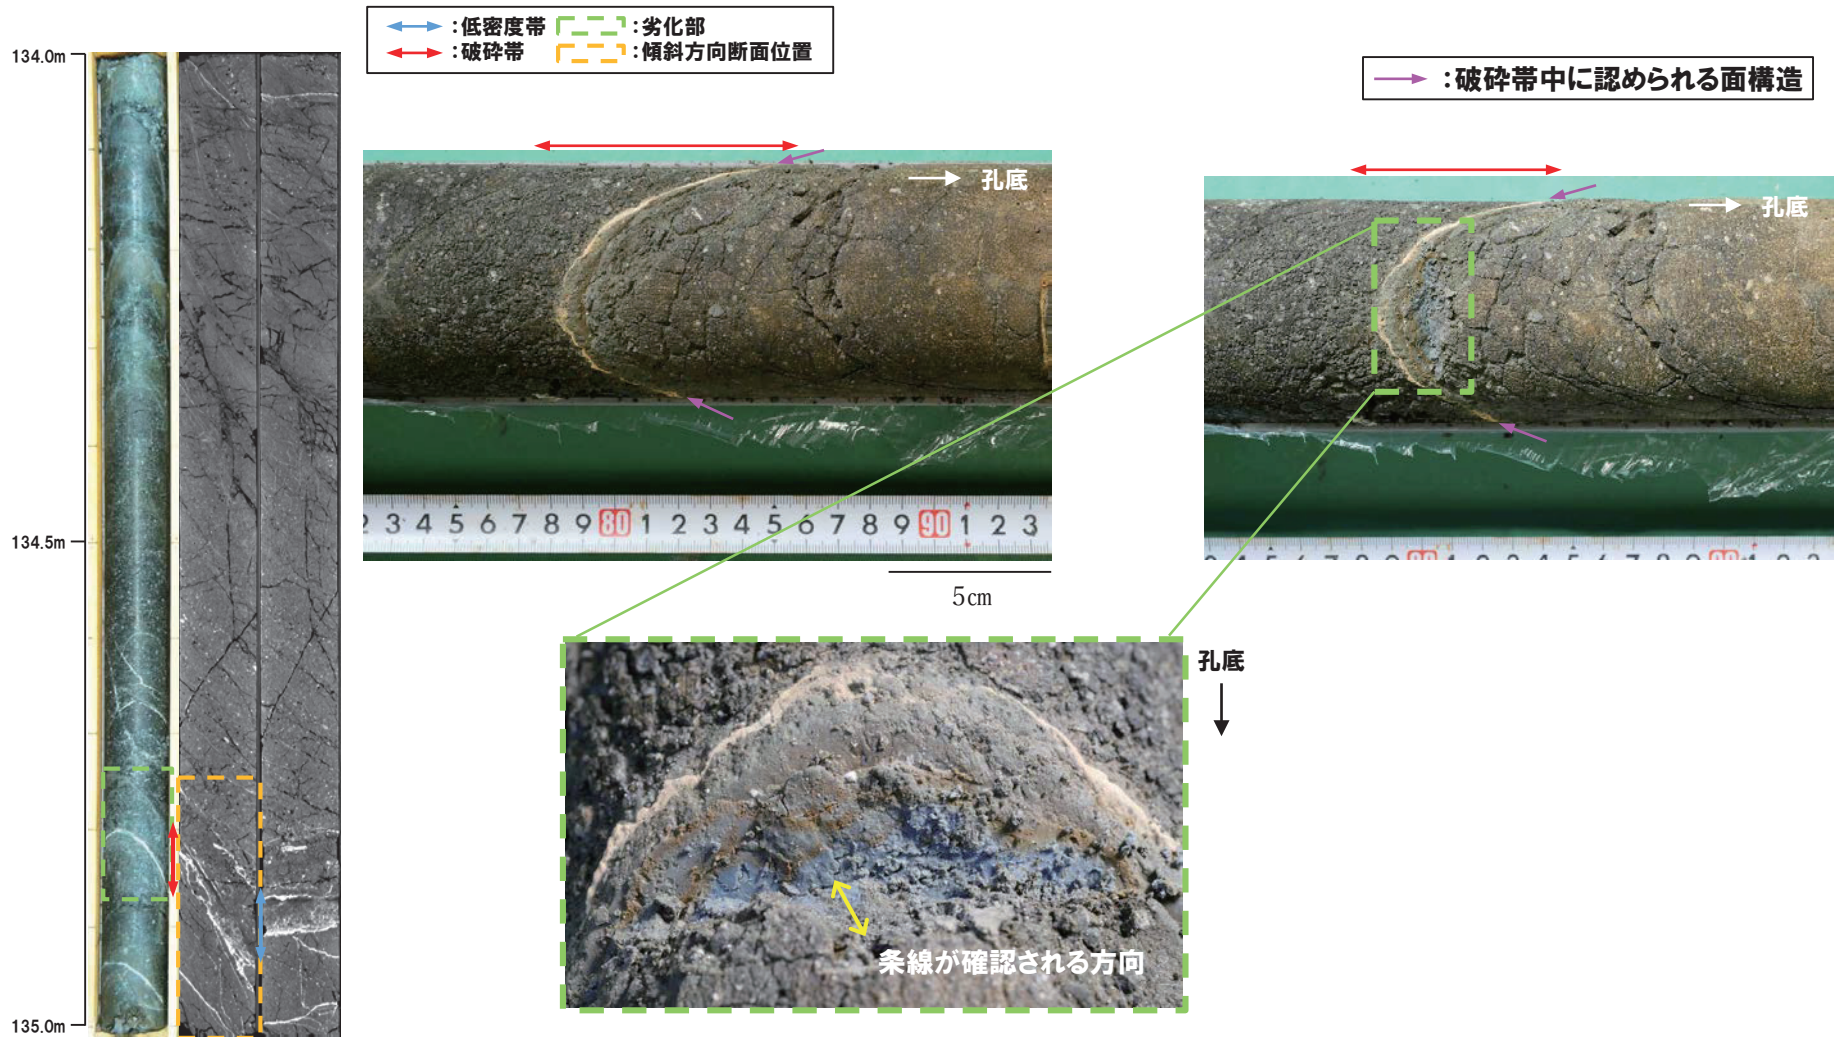 ：低密度帯
：劣化部
：破砕帯
：傾斜方向断面位置
：破砕帯中に認められる面構造
134.0m
134.5m
135.0m
孔底
孔底
2 3 4 5 6 7 8 9 80 1 2 3 4 5 6 7 8 9 90 1 2 3
5cm
孔底
条線が確認される方向